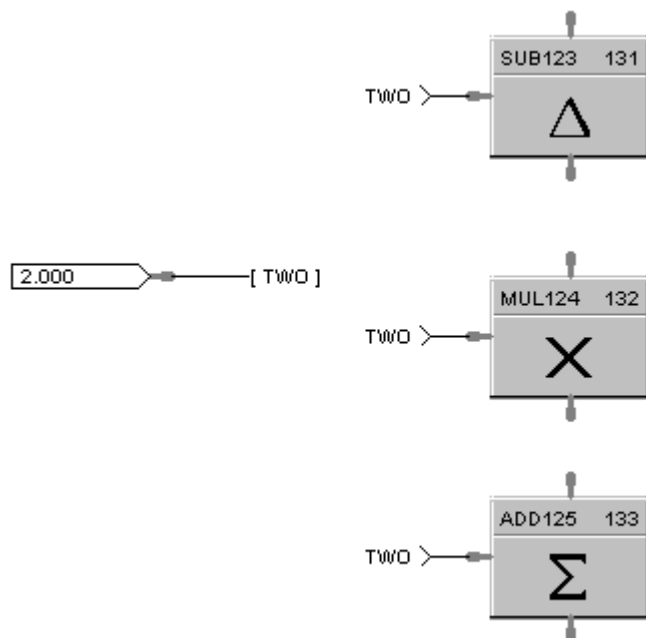 SUB123 131
TWO
Δ
2.000
[ TWO ]
MUL124 132
TWO
X
ADD125 133
TWO
Σ